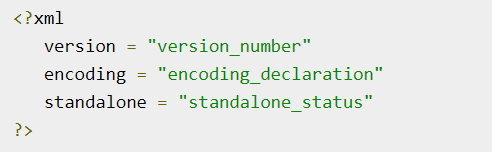 <?xml
version = "version_number"
encoding = "encoding_declaration"
standalone = "standalone_status"
?>